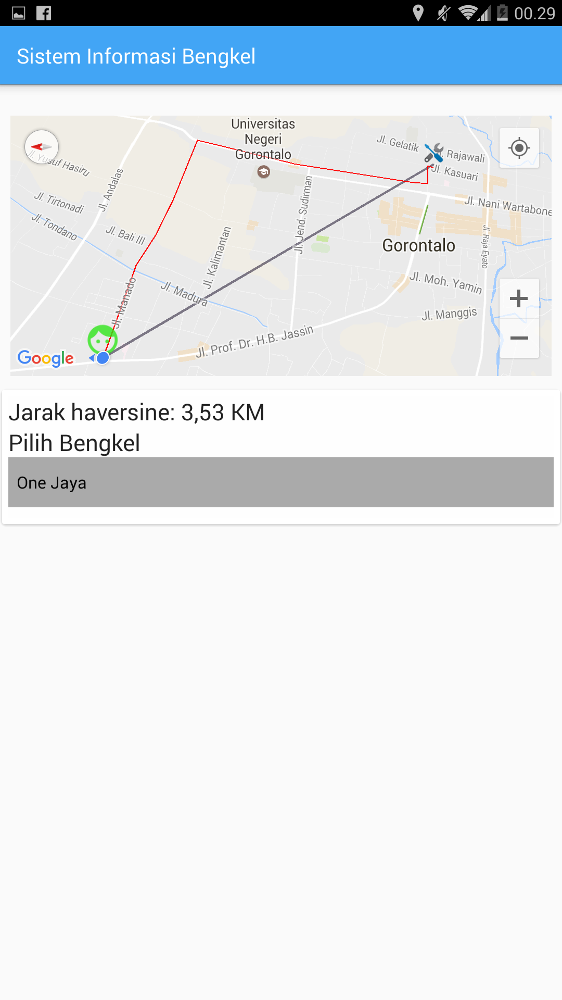 00.29
Sistem Informasi Bengkel
Universitas
Negeri
Gorontalo
Jl. Gelatik
Jl. Rajawali
Jl. Kasuari
Jl. Yusuf Hasiru
Jl. Andalas
Jl. Tirtonadi
Jl. Tondano
Jl. Bali III
Jl. Kalimantan
Jl. Jend. Sudirman
Jl. Nani Wartabone
Jl. Raja Eyato
Gorontalo
Jl. Manado
Jl. Madura
Jl. Moh. Yamin
Jl. Manggis
Jl. Prof. Dr. H.B. Jassin
Google
Jarak haversine: 3,53 KM
Pilih Bengkel
One Jaya